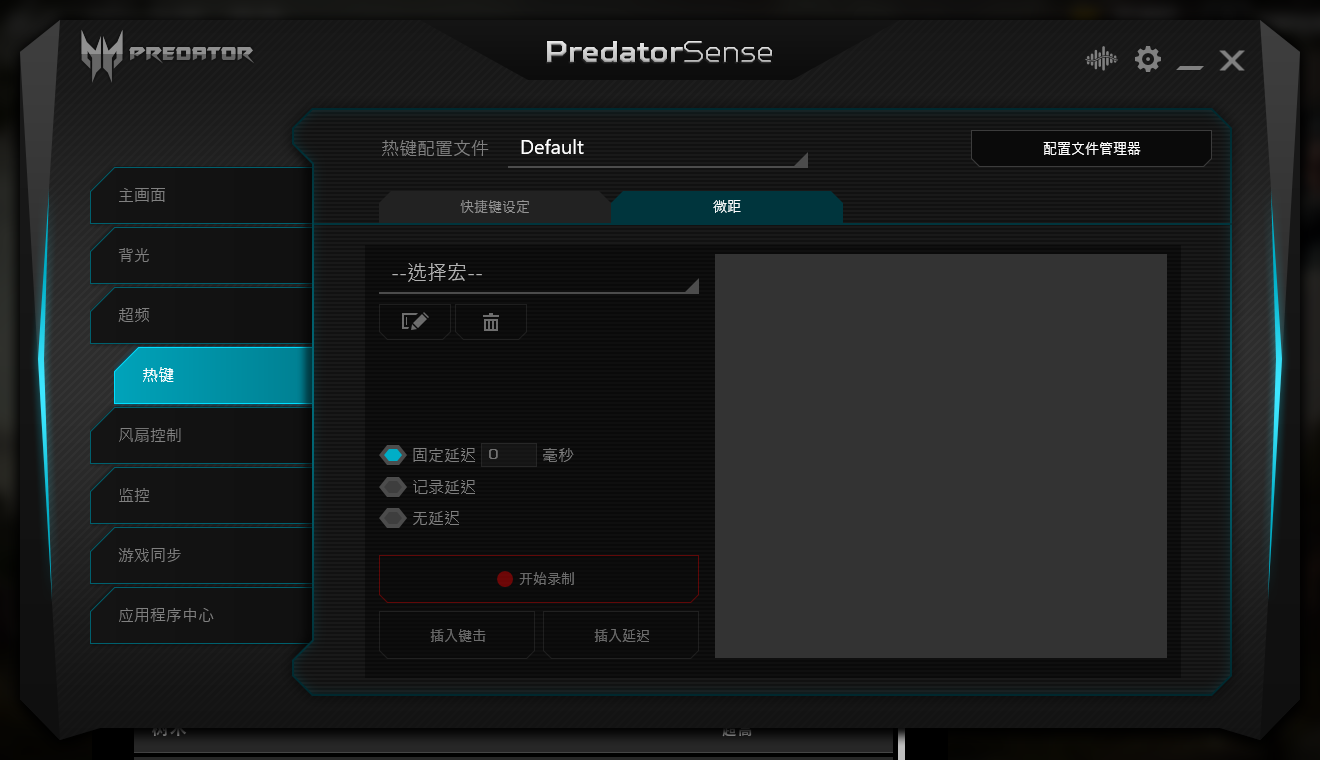 PREDATOR
PredatorSense
热键配置文件 Default
配置文件管理器
主画面
背光
超频
热键
风扇控制
监控
游戏同步
应用程序中心
快捷键设定
微距
--选择宏--
固定延迟 0 毫秒
记录延迟
无延迟
开始录制
插入键击
插入延迟